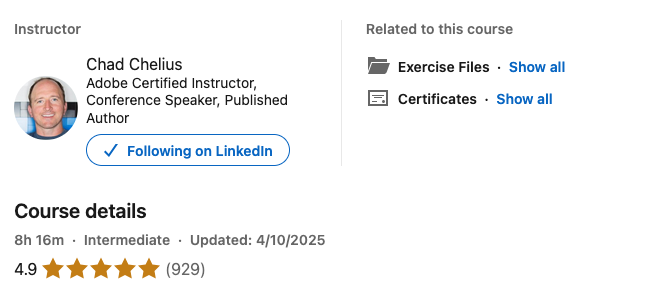 Instructor
Chad Chelius
Adobe Certified Instructor,
Conference Speaker, Published
Author
Following on LinkedIn
Related to this course
Exercise Files · Show all
Certificates · Show all
Course details
8h 16m · Intermediate · Updated: 4/10/2025
4.9 (929)